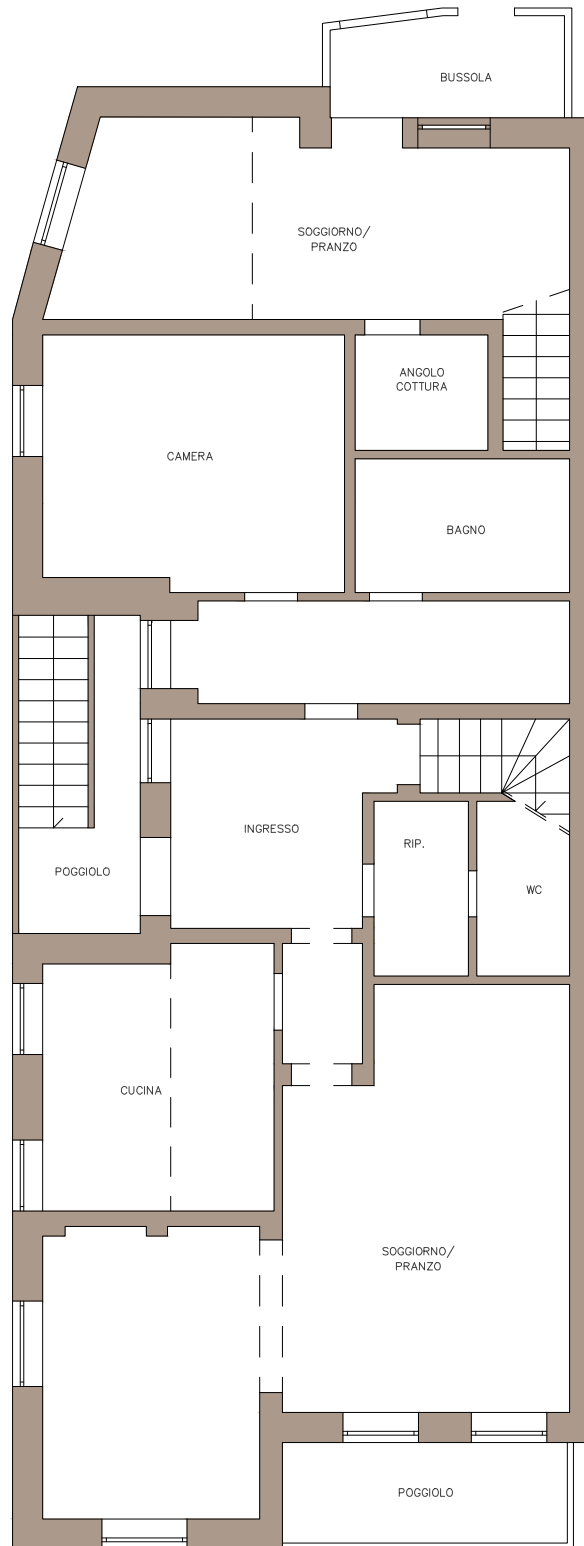 BUSSOLA
SOGGIORNO/
PRANZO
ANGOLO
COTTURA
CAMERA
BAGNO
INGRESSO
RIP.
POGGIOLO
WC
CUCINA
SOGGIORNO/
PRANZO
POGGIOLO